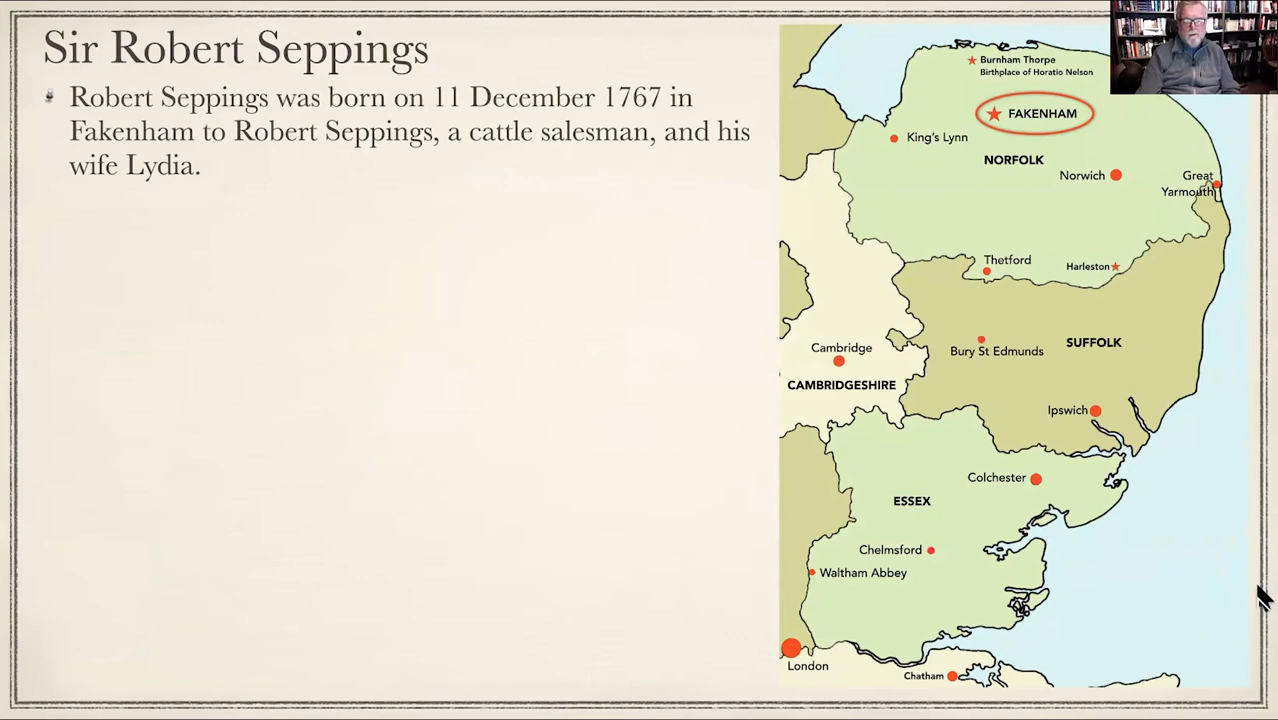 Sir Robert Seppings
Robert Seppings was born on 11 December 1767 in
Fakenham to Robert Seppings, a cattle salesman, and his
wife Lydia.
Burnham Thorpe
Birthplace of Horatio Nelson
FAKENHAM
King's Lynn
NORFOLK
Norwich
Great
Yarmouth
Thetford
Harleston
Cambridge
Bury St Edmunds
SUFFOLK
CAMBRIDGESHIRE
Ipswich
Colchester
ESSEX
Chelmsford
Waltham Abbey
London
Chatham